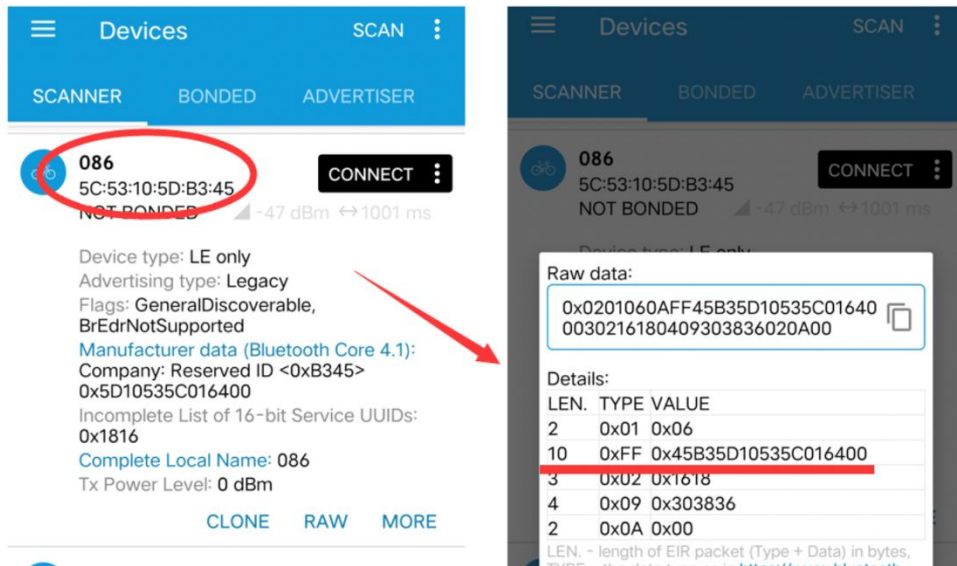 Devices
SCAN
SCANNER
BONDED
ADVERTISER
086
5C:53:10:5D:B3:45
CONNECT
NOT BONDED
-47 dBm
1001 ms
Device type: LE only
Advertising type: Legacy
Flags: GeneralDiscoverable,
BrEdrNotSupported
Manufacturer data (Bluetooth Core 4.1):
Company: Reserved ID <0xB345>
0x5D10535C016400
Incomplete List of 16-bit Service UUIDs:
0x1816
Complete Local Name: 086
Tx Power Level: 0 dBm
CLONE
RAW
MORE
Devices
SCAN
SCANNER
BONDED
ADVERTISER
086
5C:53:10:5D:B3:45
CONNECT
NOT BONDED
-47 dBm
1001 ms
Device type: LE only
Raw data:
0x0201060AFF45B35D10535C01640
0030216180409303836020A00
Details:
LEN. TYPE VALUE
2 0x01 0x06
10 0xFF 0x45B35D10535C016400
3 0x02 0x1618
4 0x09 0x303836
2 0x0A 0x00
LEN. - length of EIR packet (Type + Data) in bytes,